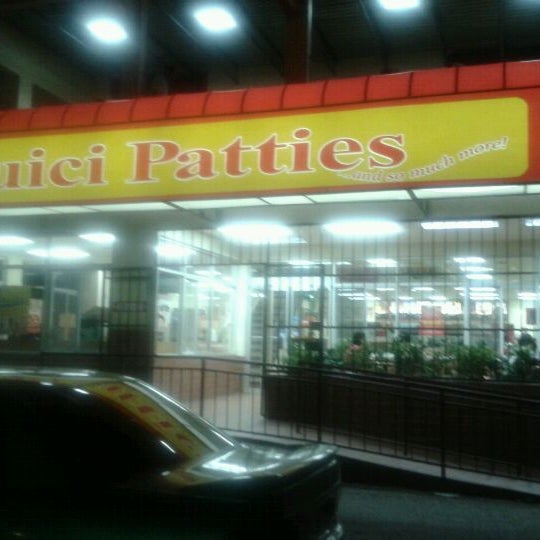 uici Patties
...and so much more!